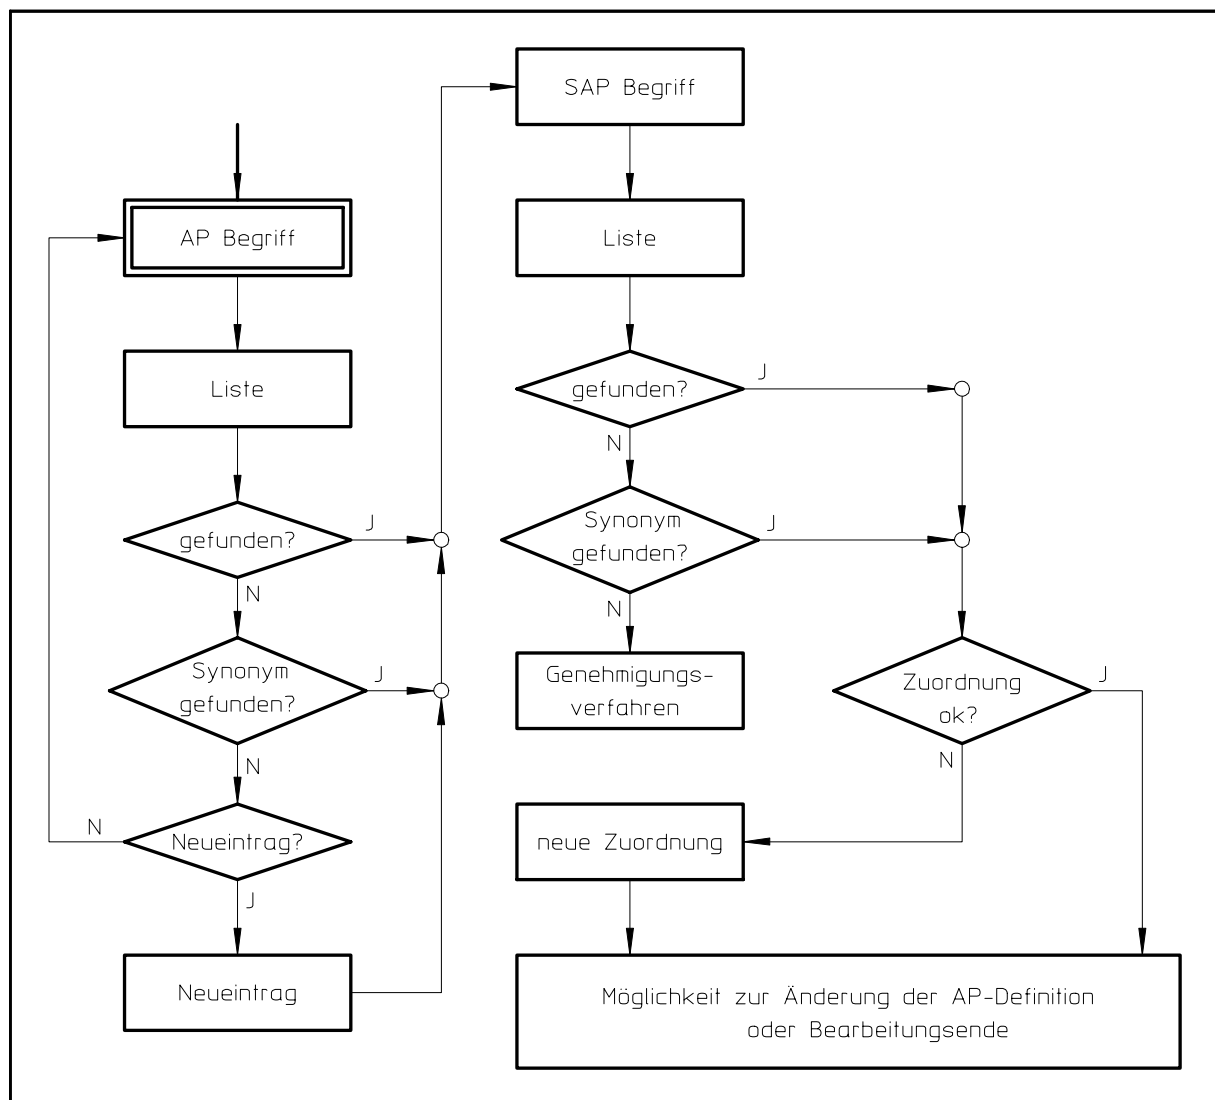 AP Begriff
Liste
gefunden?
J
N
Synonym
gefunden?
J
N
Neueintrag?
N
J
Neueintrag
SAP Begriff
Liste
gefunden?
J
N
Synonym
gefunden?
J
N
Genehmigungs-
verfahren
Zuordnung
ok?
J
N
neue Zuordnung
Möglichkeit zur Änderung der AP-Definition
oder Bearbeitungsende